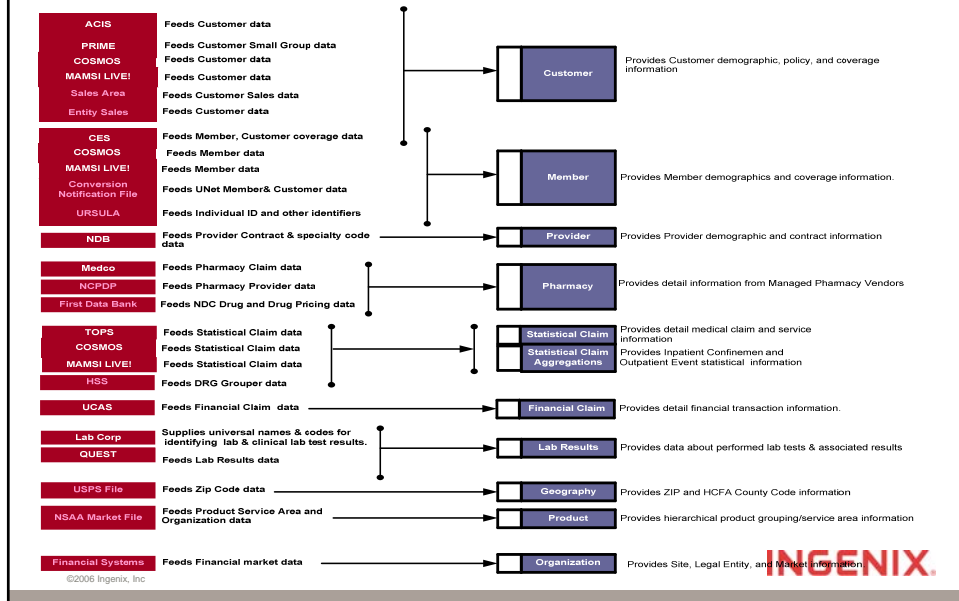 ACIS Feeds Customer data
PRIME Feeds Customer Small Group data
COSMOS Feeds Customer data
MAMSI LIVE! Feeds Customer data
Sales Area Feeds Customer Sales data
Entity Sales Feeds Customer data
Customer
Provides Customer demographic, policy, and coverage
information
CES Feeds Member, Customer coverage data
COSMOS Feeds Member data
MAMSI LIVE! Feeds Member data
Conversion
Notification File
Feeds UNet Member& Customer data
URSULA Feeds Individual ID and other identifiers
Member
Provides Member demographics and coverage information.
NDB
Feeds Provider Contract & specialty code
data
Provider
Provides Provider demographic and contract information
Medco Feeds Pharmacy Claim data
NCPDP Feeds Pharmacy Provider data
First Data Bank Feeds NDC Drug and Drug Pricing data
Pharmacy
Provides detail information from Managed Pharmacy Vendors
TOPS Feeds Statistical Claim data
COSMOS Feeds Statistical Claim data
MAMSI LIVE! Feeds Statistical Claim data
HSS Feeds DRG Grouper data
Statistical Claim
Provides detail medical claim and service
information
Statistical Claim
Aggregations
Provides Inpatient Confinemen and
Outpatient Event statistical information
UCAS Feeds Financial Claim data
Financial Claim
Provides detail financial transaction information.
Lab Corp
Supplies universal names & codes for
identifying lab & clinical lab test results.
QUEST Feeds Lab Results data
Lab Results
Provides data about performed lab tests & associated results
USPS File Feeds Zip Code data
Geography
Provides ZIP and HCFA County Code information
NSAA Market File
Feeds Product Service Area and
Organization data
Product
Provides hierarchical product grouping/service area information
Financial Systems Feeds Financial market data
Organization
Provides Site, Legal Entity, and Market information.
INGENIX.
©2006 Ingenix, Inc